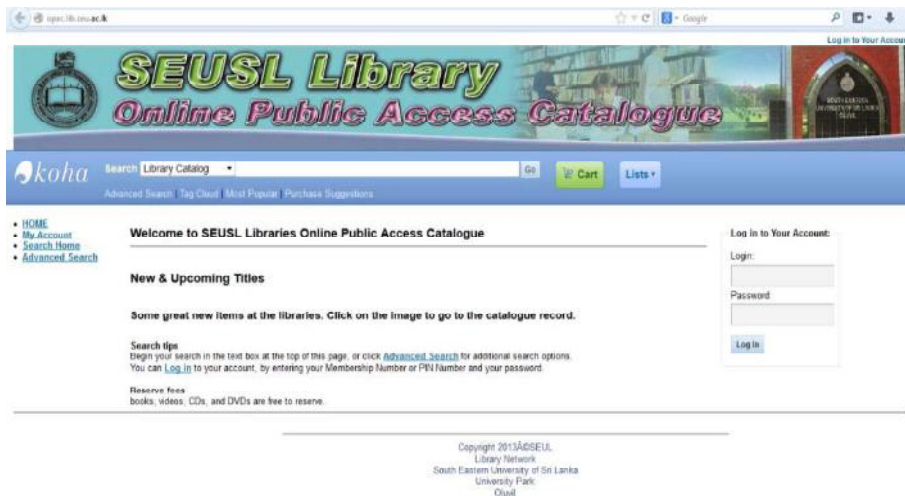 opac.lib.seu.ac.lk
Google
Log in to Your Account
SEUSL Library
Online Public Access Catalogue
koha
Search Library Catalog Go Cart Lists
Advanced Search | Tag Cloud | Most Popular | Purchase Suggestions
HOME
My Account
Search Home
Advanced Search
Welcome to SEUSL Libraries Online Public Access Catalogue
New & Upcoming Titles
Some great new items at the libraries. Click on the image to go to the catalogue record.
Search tips
Begin your search in the text box at the top of this page, or click Advanced Search for additional search options.
You can Log in to your account, by entering your Membership Number or PIN Number and your password.
Reserve fees
books, videos, CDs, and DVDs are free to reserve.
Log in to Your Account:
Login:
Password:
Log In
Copyright 2013Â©SEUL
Library Network
South Eastern University of Sri Lanka
University Park
Oluvil